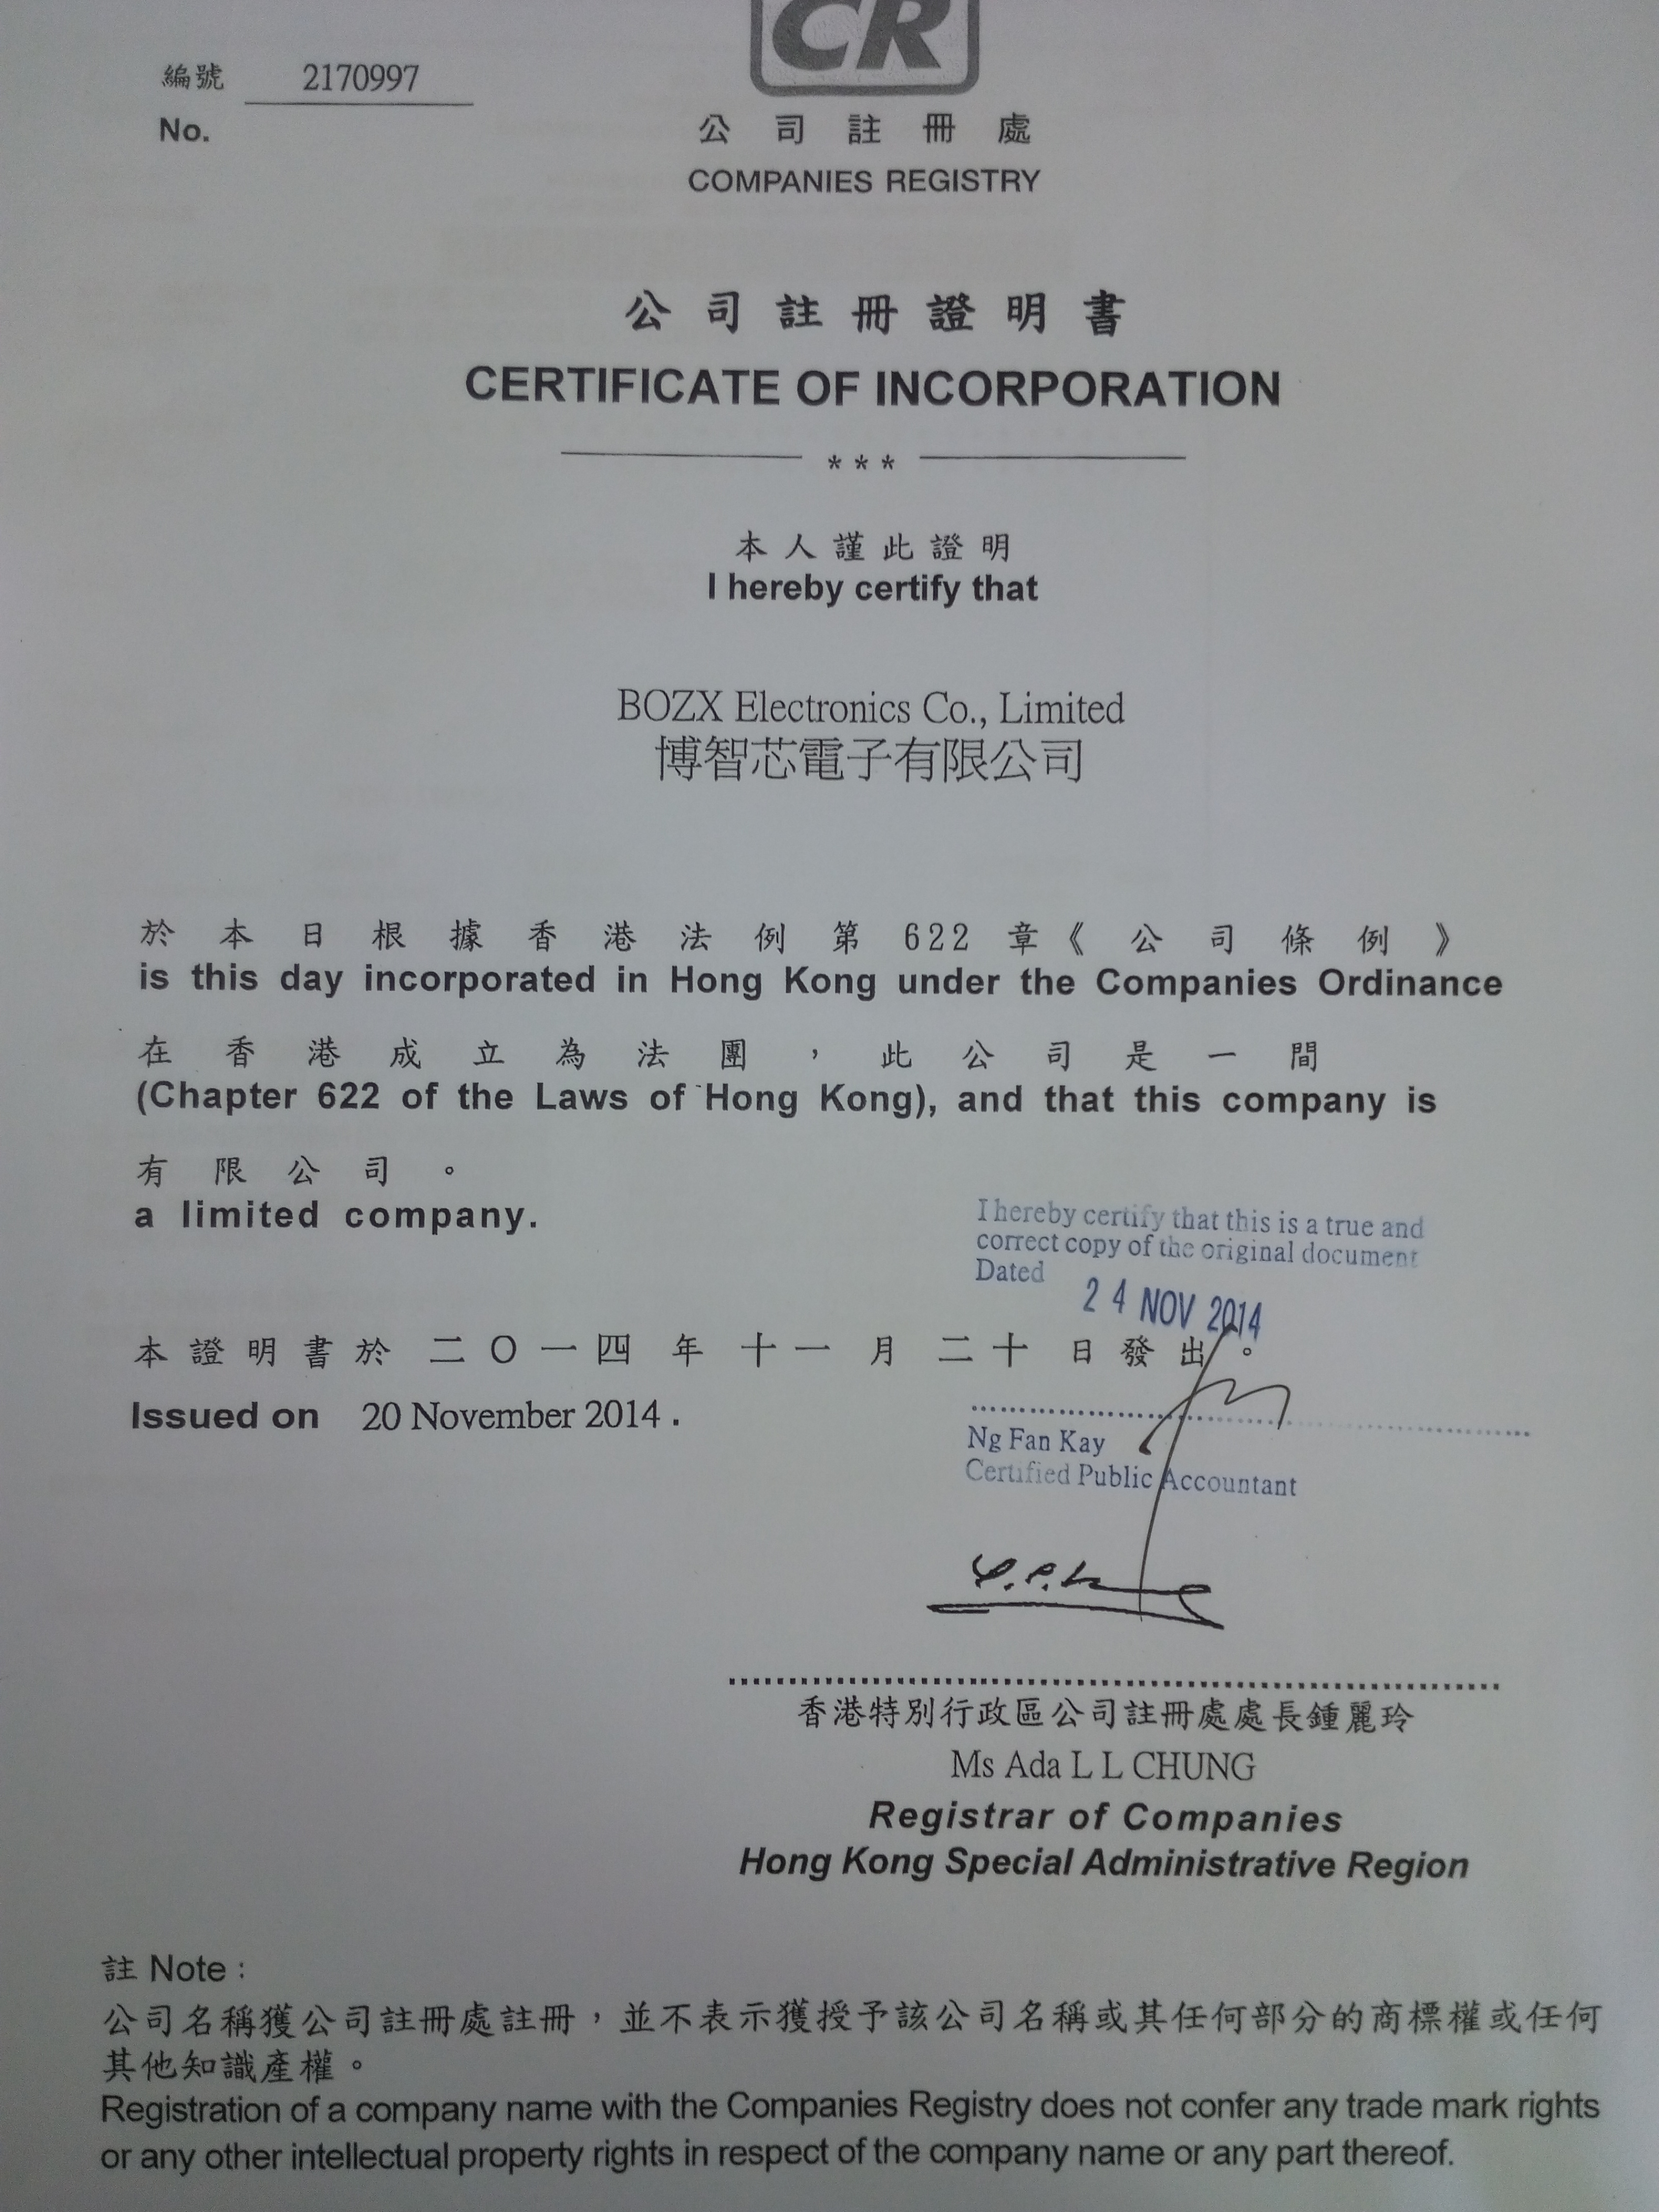 CR
編號 2170997
No.
公司註冊處
COMPANIES REGISTRY
公司註冊證明書
CERTIFICATE OF INCORPORATION
***
本人謹此證明
I hereby certify that
BOZX Electronics Co., Limited
博智芯電子有限公司
於本日根據香港法例第622章《公司條例》
is this day incorporated in Hong Kong under the Companies Ordinance
在香港成立為法團，此公司是一間
(Chapter 622 of the Laws of Hong Kong), and that this company is
有限公司。
a limited company.
I hereby certify that this is a true and
correct copy of the original document
Dated
24 NOV 2014
本證明書於二〇一四年十一月二十日發出。
Issued on 20 November 2014.
Ng Fan Kay
Certified Public Accountant
香港特別行政區公司註冊處處長鍾麗玲
Ms Ada L L CHUNG
Registrar of Companies
Hong Kong Special Administrative Region
註 Note :
公司名稱獲公司註冊處註冊，並不表示獲授予該公司名稱或其任何部分的商標權或任何
其他知識產權。
Registration of a company name with the Companies Registry does not confer any trade mark rights
or any other intellectual property rights in respect of the company name or any part thereof.